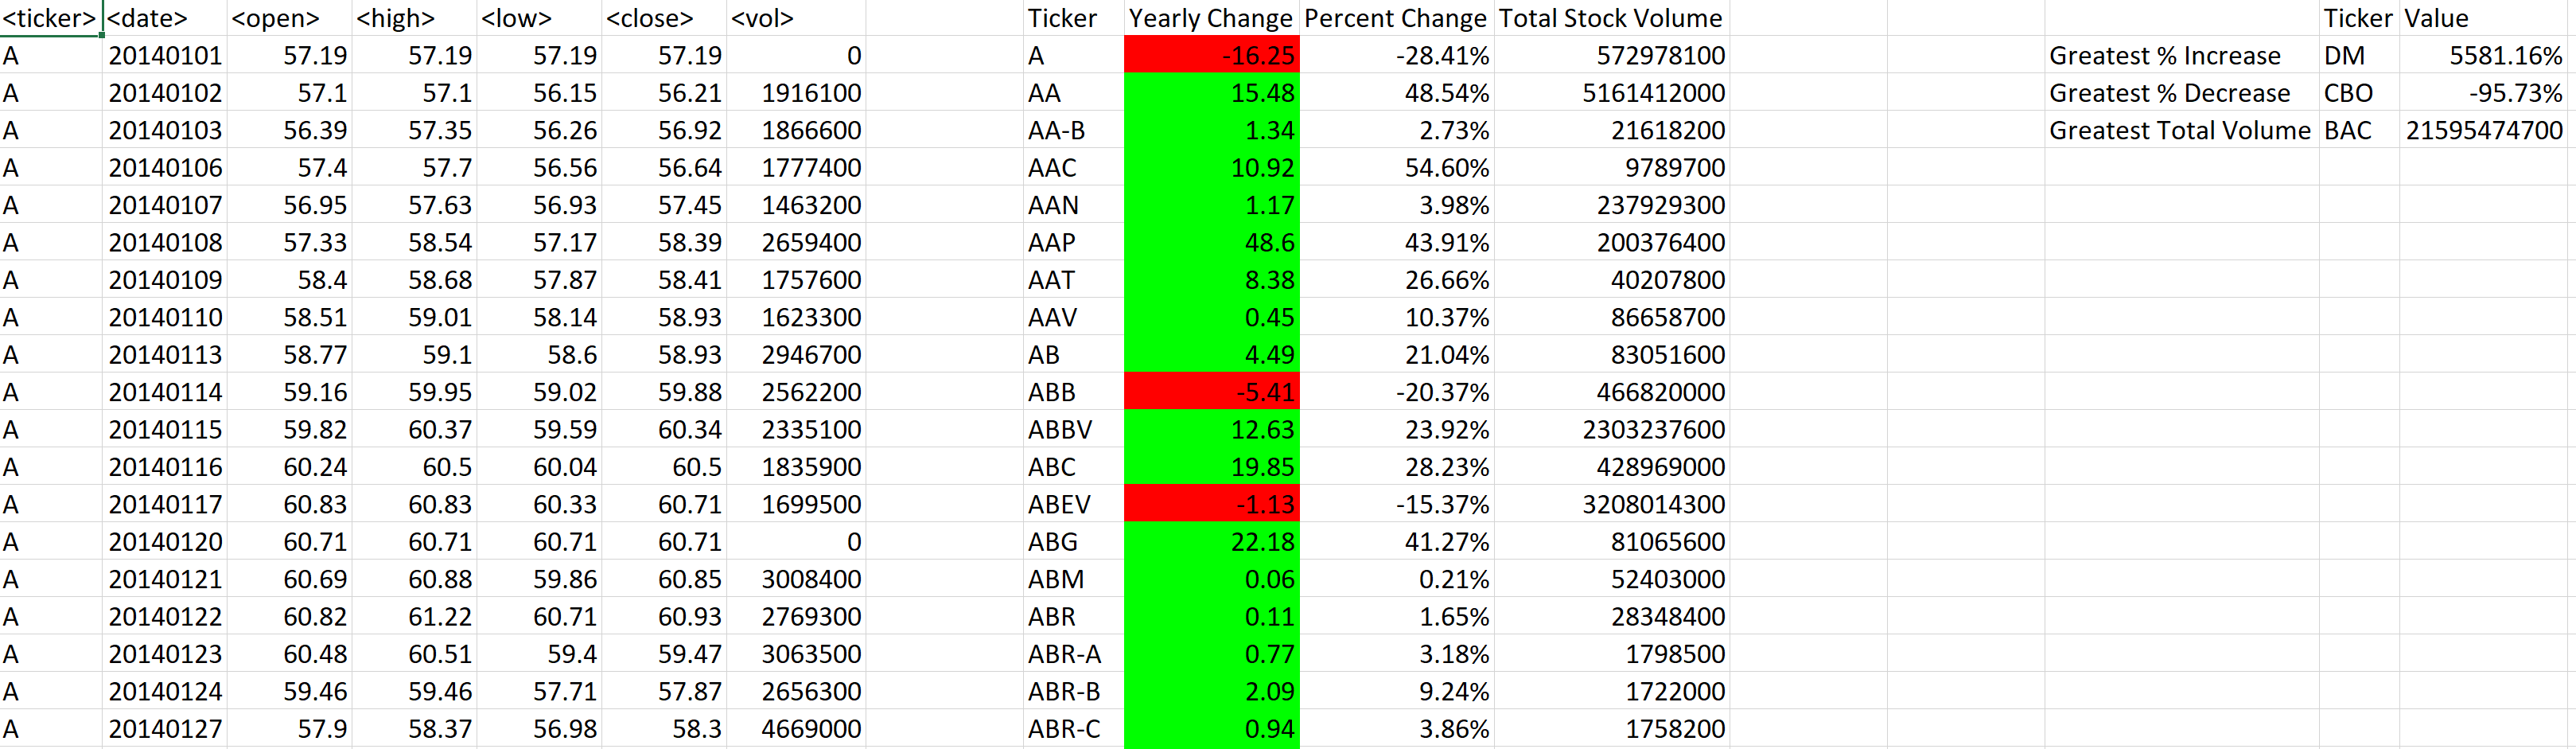 <ticker> <date> <open> <high> <low> <close> <vol> Ticker Yearly Change Percent Change Total Stock Volume Ticker Value
A 20140101 57.19 57.19 57.19 57.19 0 A -16.25 -28.41% 572978100 Greatest % Increase DM 5581.16%
A 20140102 57.1 57.1 56.15 56.21 1916100 AA 15.48 48.54% 5161412000 Greatest % Decrease CBO -95.73%
A 20140103 56.39 57.35 56.26 56.92 1866600 AA-B 1.34 2.73% 21618200 Greatest Total Volume BAC 21595474700
A 20140106 57.4 57.7 56.56 56.64 1777400 AAC 10.92 54.60% 9789700
A 20140107 56.95 57.63 56.93 57.45 1463200 AAN 1.17 3.98% 237929300
A 20140108 57.33 58.54 57.17 58.39 2659400 AAP 48.6 43.91% 200376400
A 20140109 58.4 58.68 57.87 58.41 1757600 AAT 8.38 26.66% 40207800
A 20140110 58.51 59.01 58.14 58.93 1623300 AAV 0.45 10.37% 86658700
A 20140113 58.77 59.1 58.6 58.93 2946700 AB 4.49 21.04% 83051600
A 20140114 59.16 59.95 59.02 59.88 2562200 ABB -5.41 -20.37% 466820000
A 20140115 59.82 60.37 59.59 60.34 2335100 ABBV 12.63 23.92% 2303237600
A 20140116 60.24 60.5 60.04 60.5 1835900 ABC 19.85 28.23% 428969000
A 20140117 60.83 60.83 60.33 60.71 1699500 ABEV -1.13 -15.37% 3208014300
A 20140120 60.71 60.71 60.71 60.71 0 ABG 22.18 41.27% 81065600
A 20140121 60.69 60.88 59.86 60.85 3008400 ABM 0.06 0.21% 52403000
A 20140122 60.82 61.22 60.71 60.93 2769300 ABR 0.11 1.65% 28348400
A 20140123 60.48 60.51 59.4 59.47 3063500 ABR-A 0.77 3.18% 1798500
A 20140124 59.46 59.46 57.71 57.87 2656300 ABR-B 2.09 9.24% 1722000
A 20140127 57.9 58.37 56.98 58.3 4669000 ABR-C 0.94 3.86% 1758200